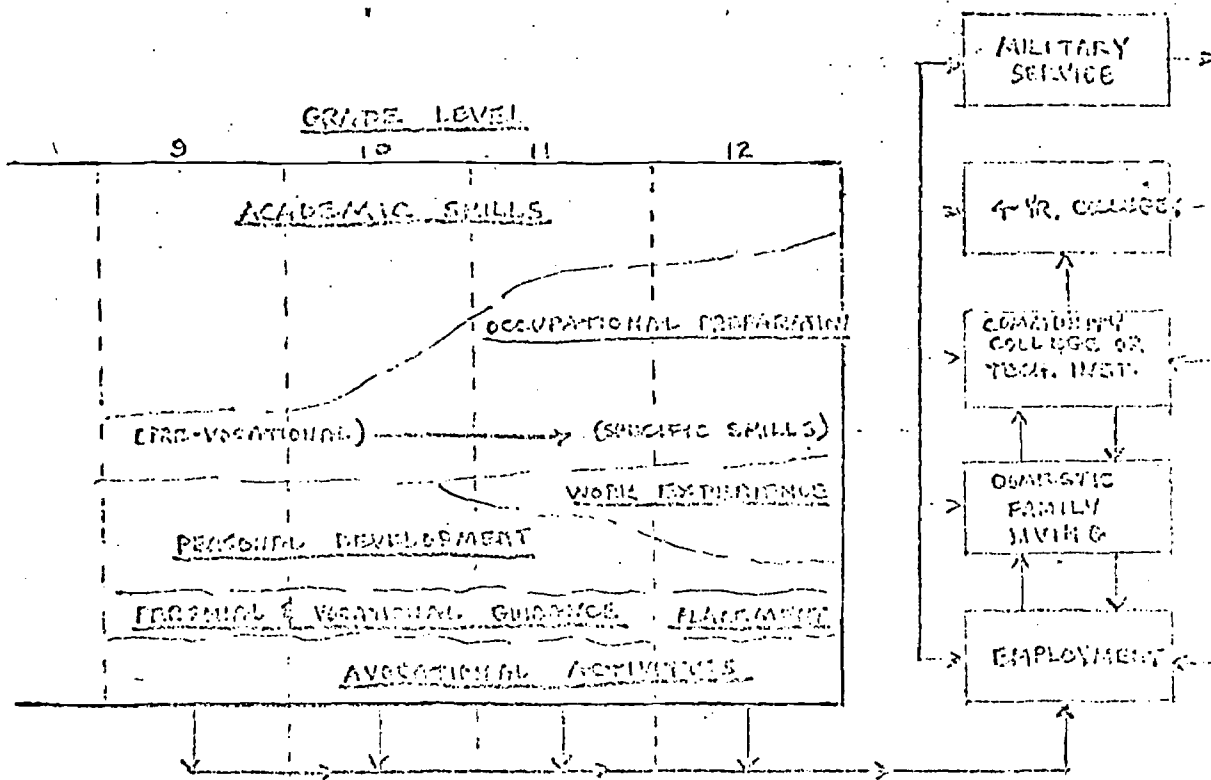 GRADE LEVEL
9 10 11 12
ACADEMIC SKILLS
OCCUPATIONAL PREPARATION
(PRE-VOCATIONAL) (SPECIFIC SKILLS)
WORK EXPERIENCE
PERSONAL DEVELOPMENT
PERSONAL & VOCATIONAL GUIDANCE PLACEMENT
AVOCATIONAL ACTIVITIES
MILITARY
SERVICE
4-YR. COLLEGE
COMMUNITY
COLLEGE OR
TECH. INST.
DOMESTIC
FAMILY
LIVING
EMPLOYMENT